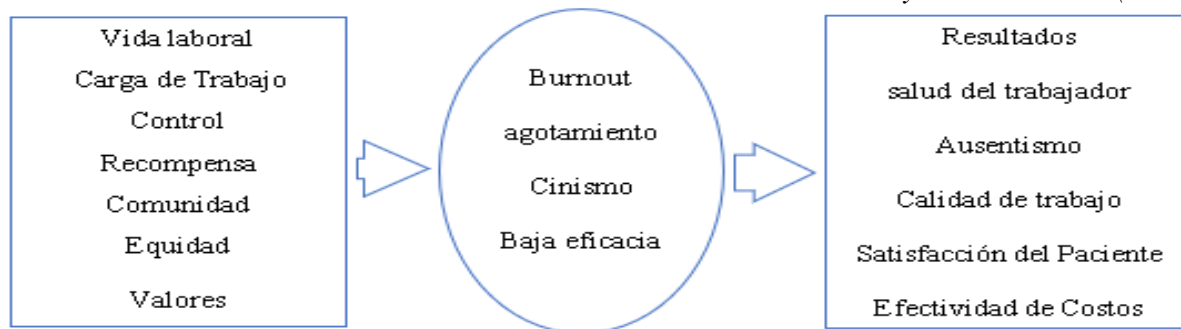 Vida laboral
Carga de Trabajo
Control
Recompensa
Comunidad
Equidad
Valores
Burnout
agotamiento
Cinismo
Baja eficacia
Resultados
salud del trabajador
Ausentismo
Calidad de trabajo
Satisfacción del Paciente
Efectividad de Costos